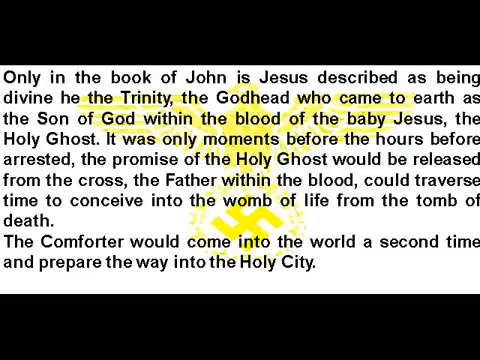 Only in the book of John is Jesus described as being
divine he the Trinity, the Godhead who came to earth as
the Son of God within the blood of the baby Jesus, the
Holy Ghost. It was only moments before the hours before
arrested, the promise of the Holy Ghost would be released
from the cross, the Father within the blood, could traverse
time to conceive into the womb of life from the tomb of
death.
The Comforter would come into the world a second time
and prepare the way into the Holy City.